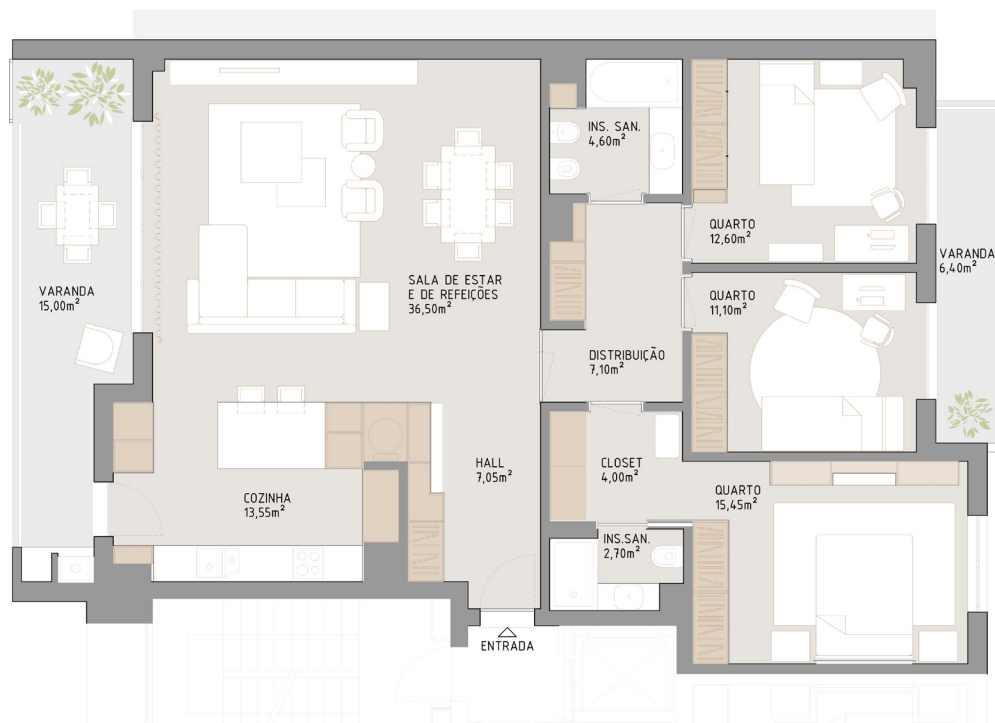 INS. SAN.
4,60m²
QUARTO
12,60m²
VARANDA
6,40m²
VARANDA
15,00m²
SALA DE ESTAR
E DE REFEIÇÕES
36,50m²
QUARTO
11,10m²
DISTRIBUIÇÃO
7,10m²
HALL
7,05m²
CLOSET
4,00m²
COZINHA
13,55m²
QUARTO
15,45m²
INS.SAN.
2,70m²
ENTRADA